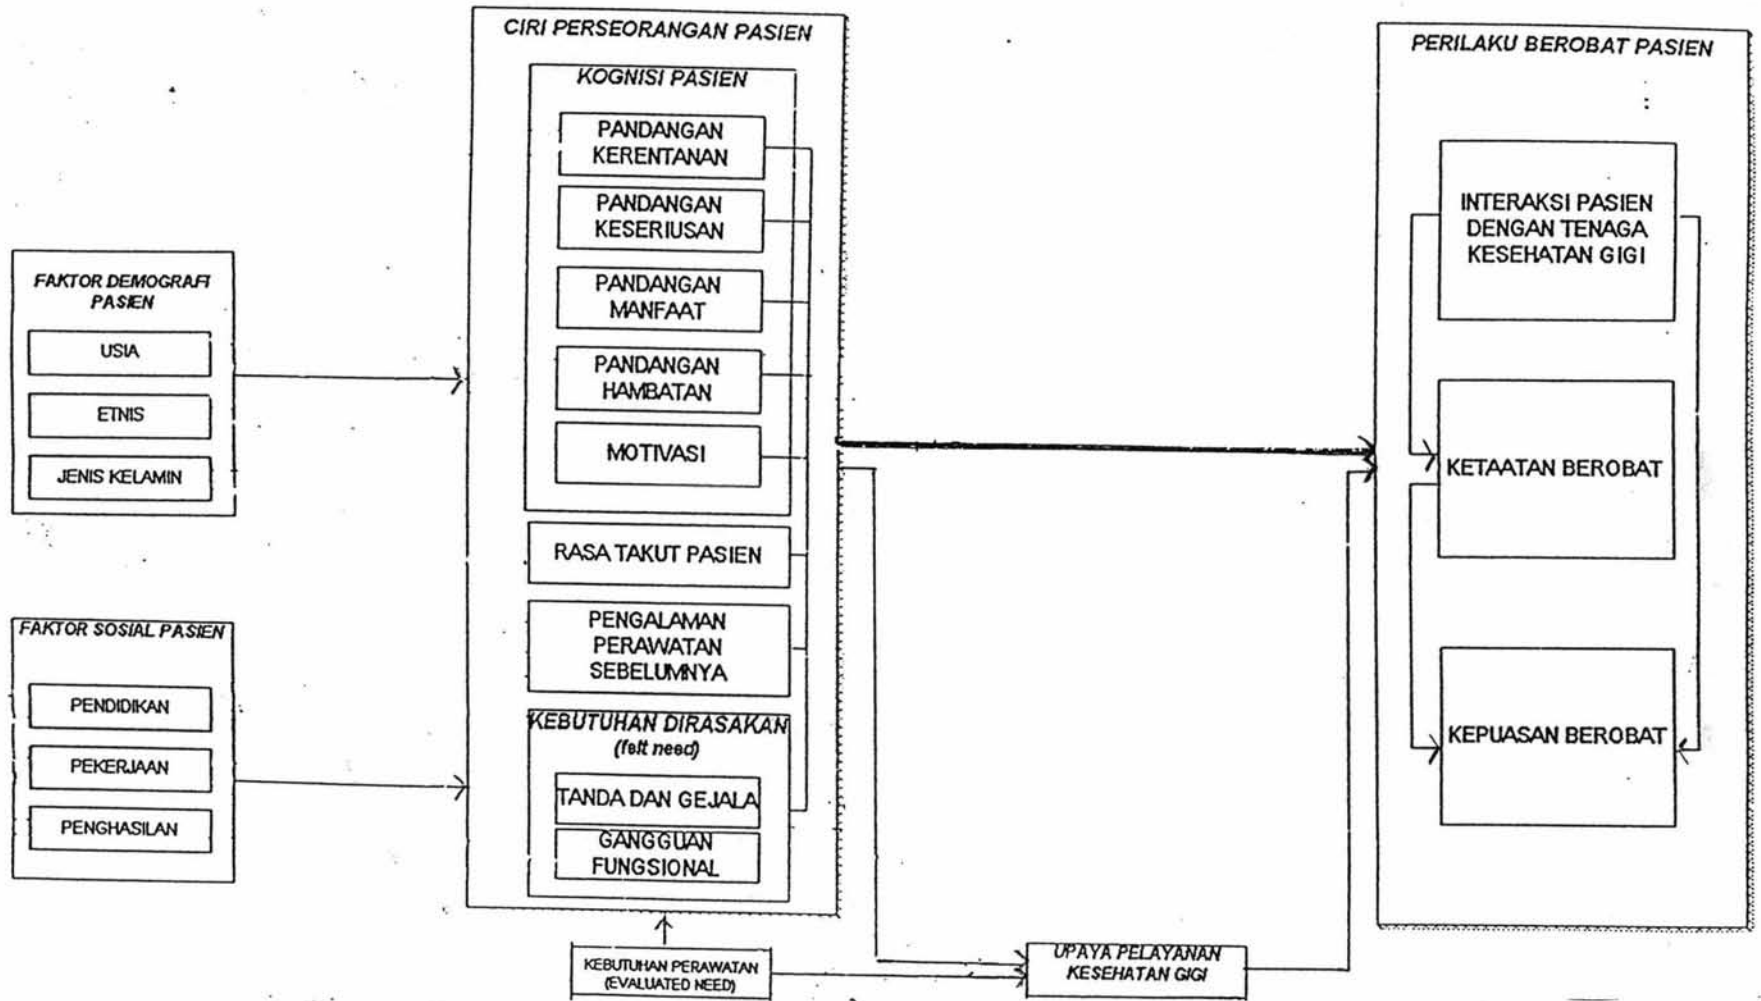 FAKTOR DEMOGRAFI
PASIEN
USIA
ETNIS
JENIS KELAMIN
FAKTOR SOSIAL PASIEN
PENDIDIKAN
PEKERJAAN
PENGHASILAN
CIRI PERSEORANGAN PASIEN
KOGNISI PASIEN
PANDANGAN
KERENTANAN
PANDANGAN
KESERIUSAN
PANDANGAN
MANFAAT
PANDANGAN
HAMBATAN
MOTIVASI
RASA TAKUT PASIEN
PENGALAMAN
PERAWATAN
SEBELUMNYA
KEBUTUHAN DIRASAKAN
(felt need)
TANDA DAN GEJALA
GANGGUAN
FUNGSIONAL
KEBUTUHAN PERAWATAN
(EVALUATED NEED)
UPAYA PELAYANAN
KESEHATAN GIGI
PERILAKU BEROBAT PASIEN
INTERAKSI PASIEN
DENGAN TENAGA
KESEHATAN GIGI
KETAATAN BEROBAT
KEPUASAN BEROBAT